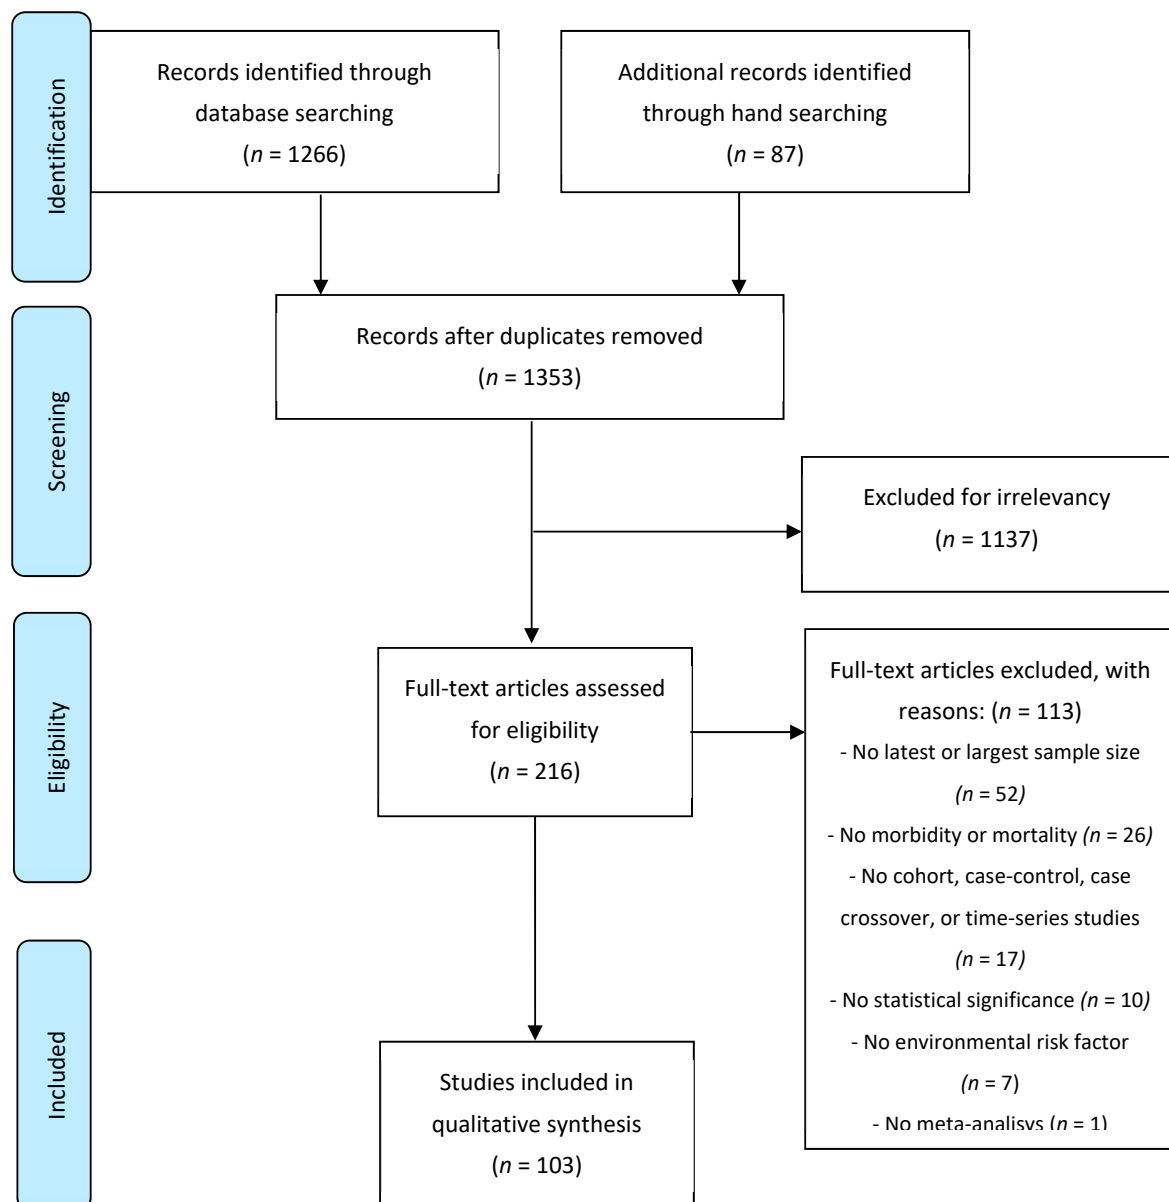 Identification
Records identified through
database searching
(n = 1266)
Additional records identified
through hand searching
(n = 87)
Screening
Records after duplicates removed
(n = 1353)
Excluded for irrelevancy
(n = 1137)
Eligibility
Full-text articles assessed
for eligibility
(n = 216)
Full-text articles excluded, with
reasons: (n = 113)
- No latest or largest sample size
(n = 52)
- No morbidity or mortality (n = 26)
- No cohort, case-control, case
crossover, or time-series studies
(n = 17)
- No statistical significance (n = 10)
- No environmental risk factor
(n = 7)
- No meta-analisys (n = 1)
Included
Studies included in
qualitative synthesis
(n = 103)